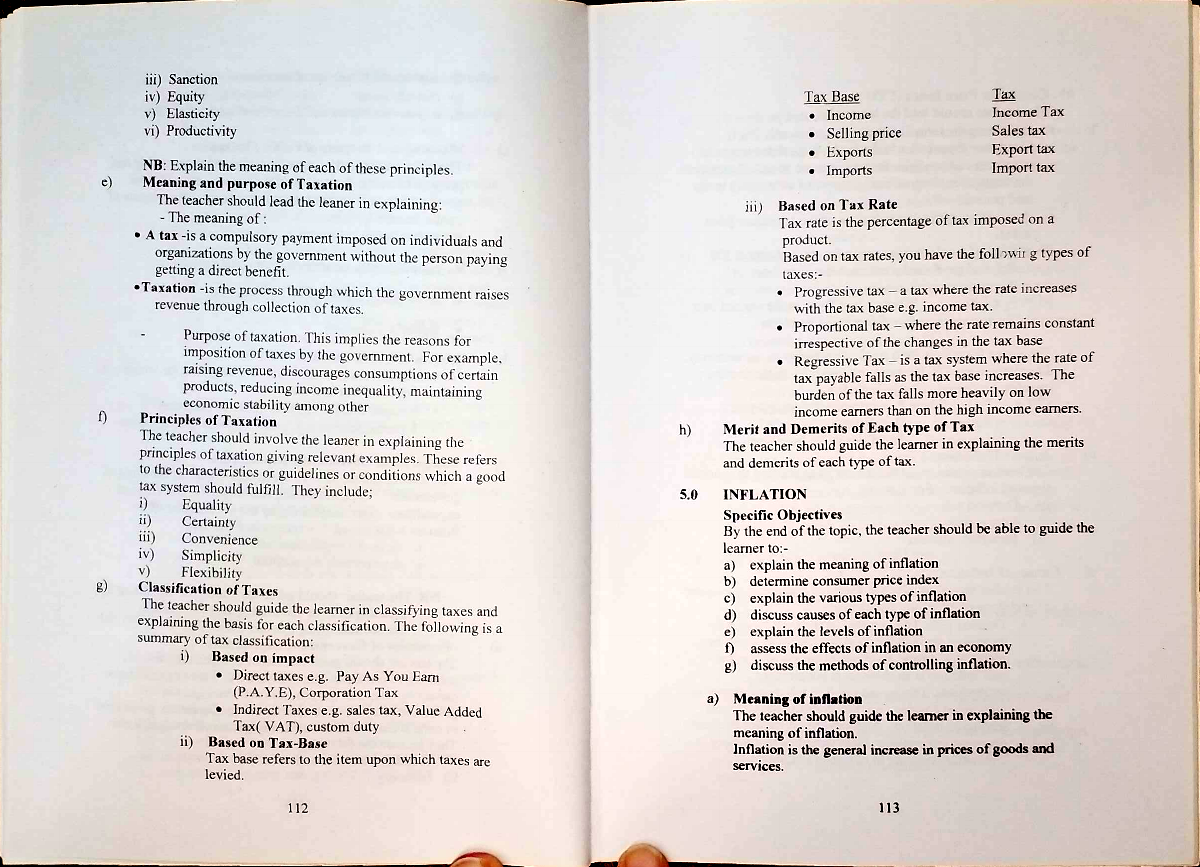 iii) Sanction
iv) Equity
v) Elasticity
vi) Productivity
NB: Explain the meaning of each of these principles.
e) Meaning and purpose of Taxation
The teacher should lead the leaner in explaining:
- The meaning of :
• A tax -is a compulsory payment imposed on individuals and
organizations by the government without the person paying
getting a direct benefit.
•Taxation -is the process through which the government raises
revenue through collection of taxes.
- Purpose of taxation. This implies the reasons for
imposition of taxes by the government. For example,
raising revenue, discourages consumptions of certain
products, reducing income inequality, maintaining
economic stability among other
f) Principles of Taxation
The teacher should involve the leaner in explaining the
principles of taxation giving relevant examples. These refers
to the characteristics or guidelines or conditions which a good
tax system should fulfill. They include;
i) Equality
ii) Certainty
iii) Convenience
iv) Simplicity
v) Flexibility
g) Classification of Taxes
The teacher should guide the learner in classifying taxes and
explaining the basis for each classification. The following is a
summary of tax classification:
i) Based on impact
• Direct taxes e.g. Pay As You Earn
(P.A.Y.E), Corporation Tax
• Indirect Taxes e.g. sales tax, Value Added
Tax( VAT), custom duty
ii) Based on Tax-Base
Tax base refers to the item upon which taxes are
levied.
112
Tax Base Tax
• Income Income Tax
• Selling price Sales tax
• Exports Export tax
• Imports Import tax
iii) Based on Tax Rate
Tax rate is the percentage of tax imposed on a
product.
Based on tax rates, you have the following types of
taxes:-
• Progressive tax – a tax where the rate increases
with the tax base e.g. income tax.
• Proportional tax – where the rate remains constant
irrespective of the changes in the tax base
• Regressive Tax – is a tax system where the rate of
tax payable falls as the tax base increases. The
burden of the tax falls more heavily on low
income earners than on the high income earners.
h) Merit and Demerits of Each type of Tax
The teacher should guide the learner in explaining the merits
and demerits of each type of tax.
5.0 INFLATION
Specific Objectives
By the end of the topic, the teacher should be able to guide the
learner to:-
a) explain the meaning of inflation
b) determine consumer price index
c) explain the various types of inflation
d) discuss causes of each type of inflation
e) explain the levels of inflation
f) assess the effects of inflation in an economy
g) discuss the methods of controlling inflation.
a) Meaning of inflation
The teacher should guide the learner in explaining the
meaning of inflation.
Inflation is the general increase in prices of goods and
services.
113